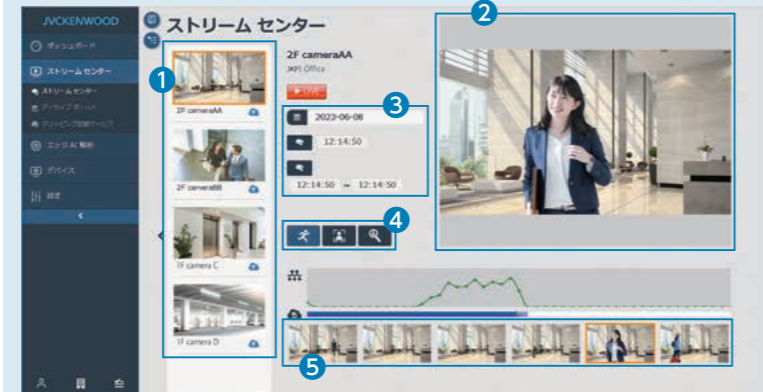 JVCKENWOOD
ダッシュボード
ストリームセンター
ストリームセンター
エッジAI解析
デバイス
設定
ストリーム センター
1
2F cameraAA
2F cameraBB
1F camera C
1F camera D
2F cameraAA
JKPI Office
LIVE
3
2023-06-08
12:14:50
12:14:50 ~ 12:14:50
4
2
5